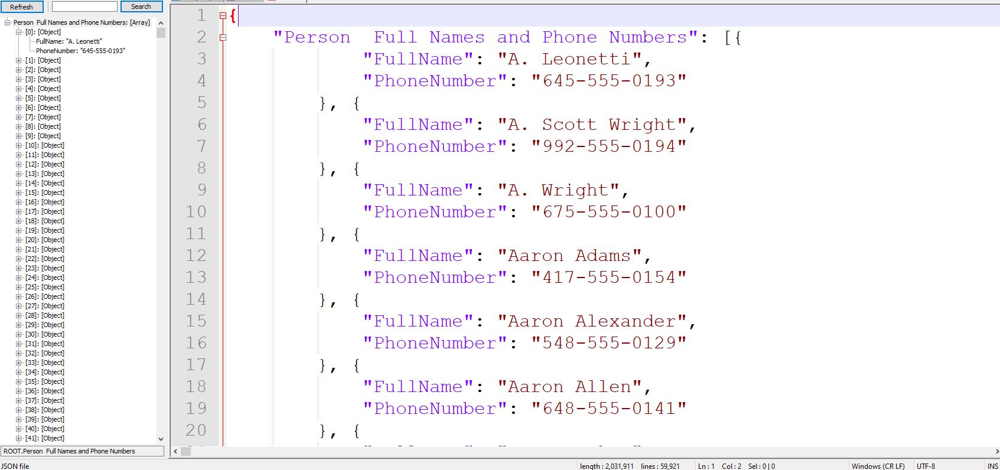 Refresh
Search
Person  Full Names and Phone Numbers: [Array]
[0]: [Object]
FullName: "A. Leonetti"
PhoneNumber: "645-555-0193"
[1]: [Object]
[2]: [Object]
[3]: [Object]
[4]: [Object]
[5]: [Object]
[6]: [Object]
[7]: [Object]
[8]: [Object]
[9]: [Object]
[10]: [Object]
[11]: [Object]
[12]: [Object]
[13]: [Object]
[14]: [Object]
[15]: [Object]
[16]: [Object]
[17]: [Object]
[18]: [Object]
[19]: [Object]
[20]: [Object]
[21]: [Object]
[22]: [Object]
[23]: [Object]
[24]: [Object]
[25]: [Object]
[26]: [Object]
[27]: [Object]
[28]: [Object]
[29]: [Object]
[30]: [Object]
[31]: [Object]
[32]: [Object]
[33]: [Object]
[34]: [Object]
[35]: [Object]
[36]: [Object]
[37]: [Object]
[38]: [Object]
[39]: [Object]
[40]: [Object]
[41]: [Object]
ROOT.Person  Full Names and Phone Numbers
1 {
2 "Person  Full Names and Phone Numbers": [{
3 "FullName": "A. Leonetti",
4 "PhoneNumber": "645-555-0193"
5 }, {
6 "FullName": "A. Scott Wright",
7 "PhoneNumber": "992-555-0194"
8 }, {
9 "FullName": "A. Wright",
10 "PhoneNumber": "675-555-0100"
11 }, {
12 "FullName": "Aaron Adams",
13 "PhoneNumber": "417-555-0154"
14 }, {
15 "FullName": "Aaron Alexander",
16 "PhoneNumber": "548-555-0129"
17 }, {
18 "FullName": "Aaron Allen",
19 "PhoneNumber": "648-555-0141"
20 }, {
JSON file
length : 2,031,911 lines : 59,921
Ln : 1 Col : 2 Sel : 0 | 0
Windows (CR LF)
UTF-8
INS